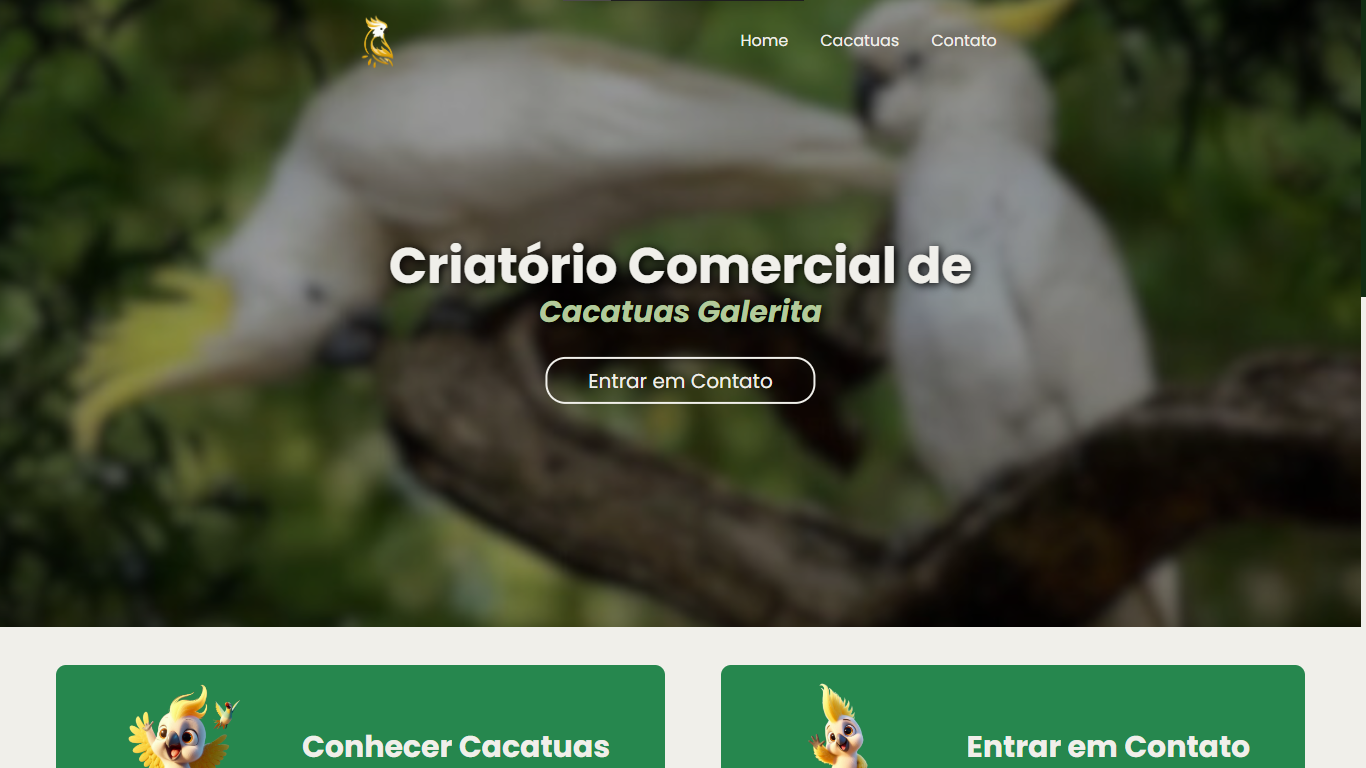 Home Cacatuas Contato
Criatório Comercial de
Cacatuas Galerita
Entrar em Contato
Conhecer Cacatuas
Entrar em Contato